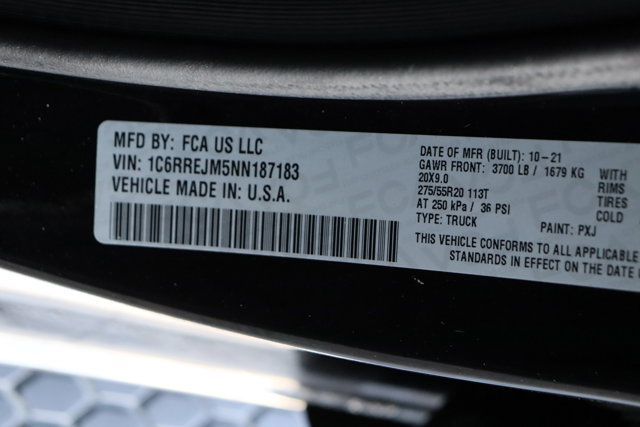 MFD BY: FCA US LLC
VIN: 1C6RREJM5NN187183
VEHICLE MADE IN U.S.A.
DATE OF MFR (BUILT): 10-21
GAWR FRONT: 3700 LB / 1679 KG WITH
20X9.0 RIMS
275/55R20 113T TIRES
AT 250 kPa / 36 PSI COLD
TYPE: TRUCK PAINT: PXJ
THIS VEHICLE CONFORMS TO ALL APPLICABLE
STANDARDS IN EFFECT ON THE DATE